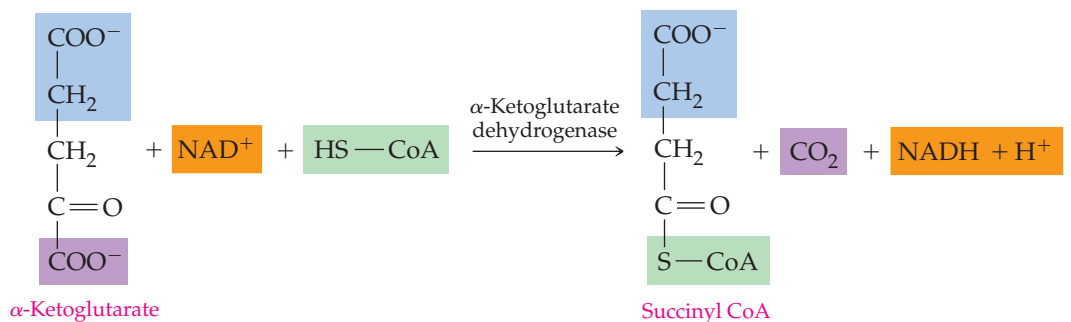 COO⁻
CH₂
CH₂
C=O
COO⁻
α-Ketoglutarate
+ NAD⁺ + HS—CoA
α-Ketoglutarate
dehydrogenase
COO⁻
CH₂
CH₂
C=O
S—CoA
Succinyl CoA
+ CO₂ + NADH + H⁺